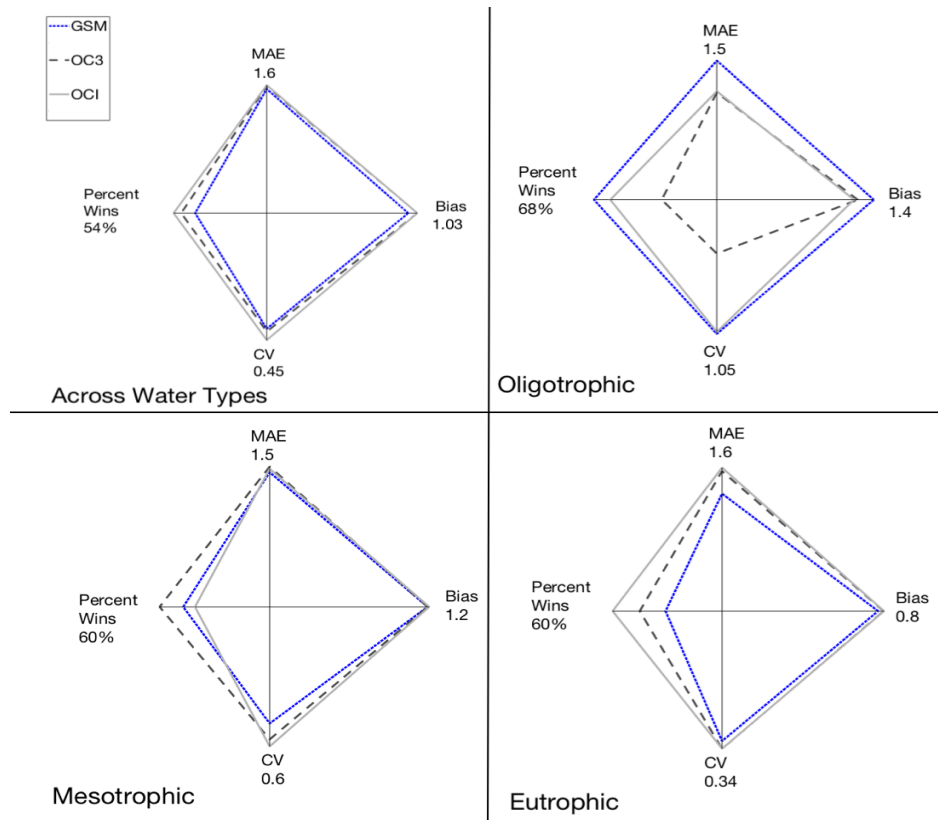 GSM
OC3
OCI
MAE
1.6
Percent
Wins
54%
Bias
1.03
CV
0.45
Across Water Types
MAE
1.5
Percent
Wins
68%
Bias
1.4
CV
1.05
Oligotrophic
MAE
1.5
Percent
Wins
60%
Bias
1.2
CV
0.6
Mesotrophic
MAE
1.6
Percent
Wins
60%
Bias
0.8
CV
0.34
Eutrophic